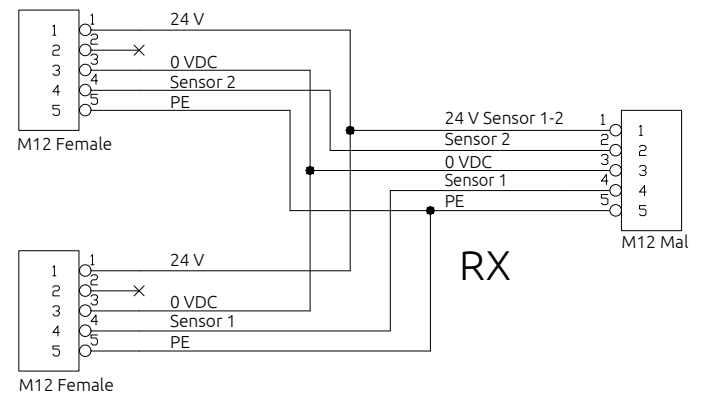 1 1 24 V
2 2
3 3 0 VDC
4 4 Sensor 2
5 5 PE
M12 Female
24 V Sensor 1-2 1 1
Sensor 2 2 2
0 VDC 3 3
Sensor 1 4 4
PE 5 5
M12 Mal
RX
1 1 24 V
2 2
3 3 0 VDC
4 4 Sensor 1
5 5 PE
M12 Female